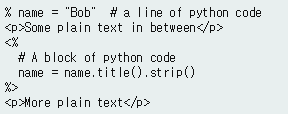 % name = "Bob"  # a line of python code
<p>Some plain text in between</p>
<%
  # A block of python code
  name = name.title().strip()
%>
<p>More plain text</p>